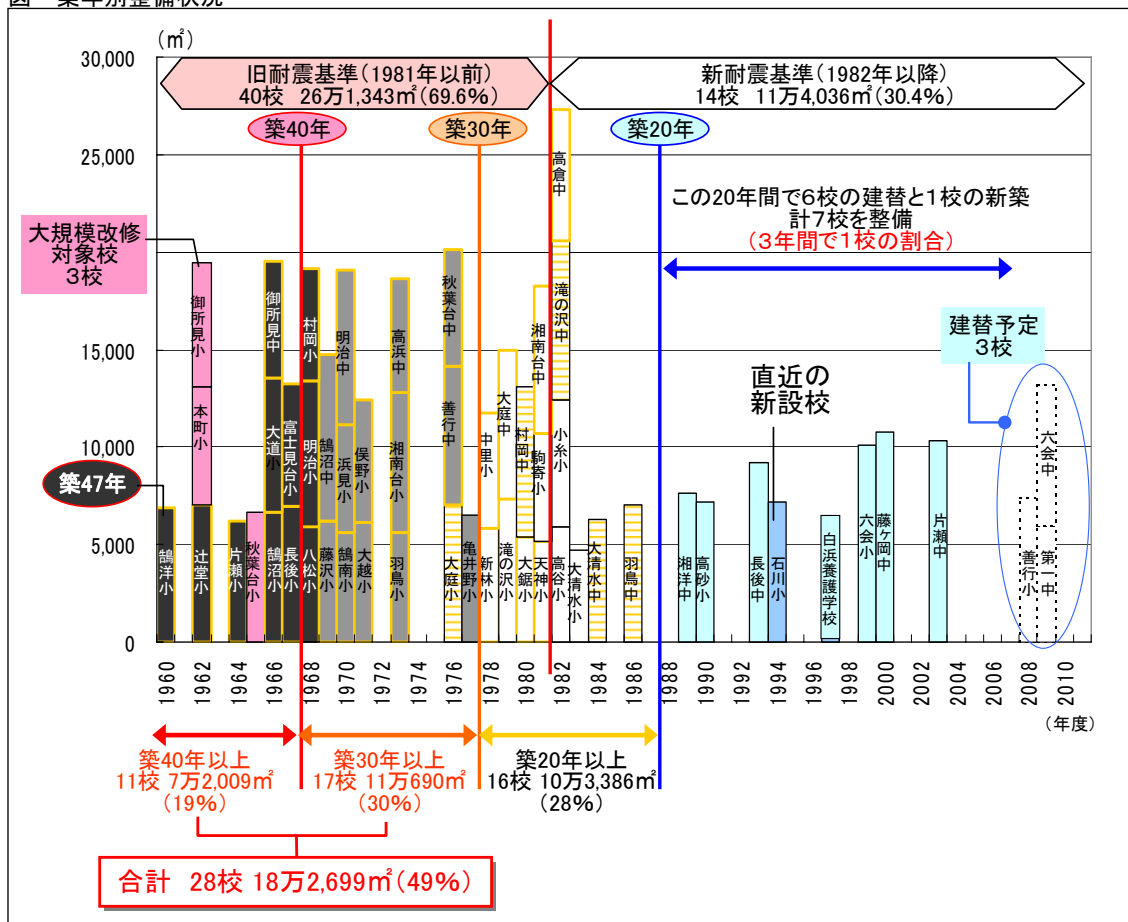 図 築年別整備状況
(㎡)
30,000
25,000
20,000
15,000
10,000
5,000
0
旧耐震基準(1981年以前)
40校 26万1,343㎡(69.6%)
新耐震基準(1982年以降)
14校 11万4,036㎡(30.4%)
築40年
築30年
築20年
この20年間で6校の建替と1校の新築
計7校を整備
(3年間で1校の割合)
大規模改修
対象校
3校
築47年
直近の
新設校
建替予定
3校
鵠洋小
御所見小
本町小
辻堂小
片瀬小
秋葉台小
御所見中
大道小
鵠沼小
富士見台小
長後小
村岡小
明治小
八松小
鵠沼中
藤沢小
明治中
浜見小
鵠南小
俣野小
大越小
高浜中
湘南台小
羽鳥小
秋葉台中
善行中
大庭小
亀井野小
中里小
新林小
大庭中
滝の沢小
村岡中
大鋸小
湘南台中
駒寄小
天神小
高倉中
滝の沢中
小糸小
高谷小
大清水小
大清水中
羽鳥中
湘洋中
高砂小
長後中
石川小
白浜養護学校
六会小
藤ヶ岡中
片瀬中
善行小
六会中
第一中
1960
1962
1964
1966
1968
1970
1972
1974
1976
1978
1980
1982
1984
1986
1988
1990
1992
1994
1996
1998
2000
2002
2004
2006
2008
2010
(年度)
築40年以上
11校 7万2,009㎡
(19%)
築30年以上
17校 11万690㎡
(30%)
築20年以上
16校 10万3,386㎡
(28%)
合計 28校 18万2,699㎡(49%)